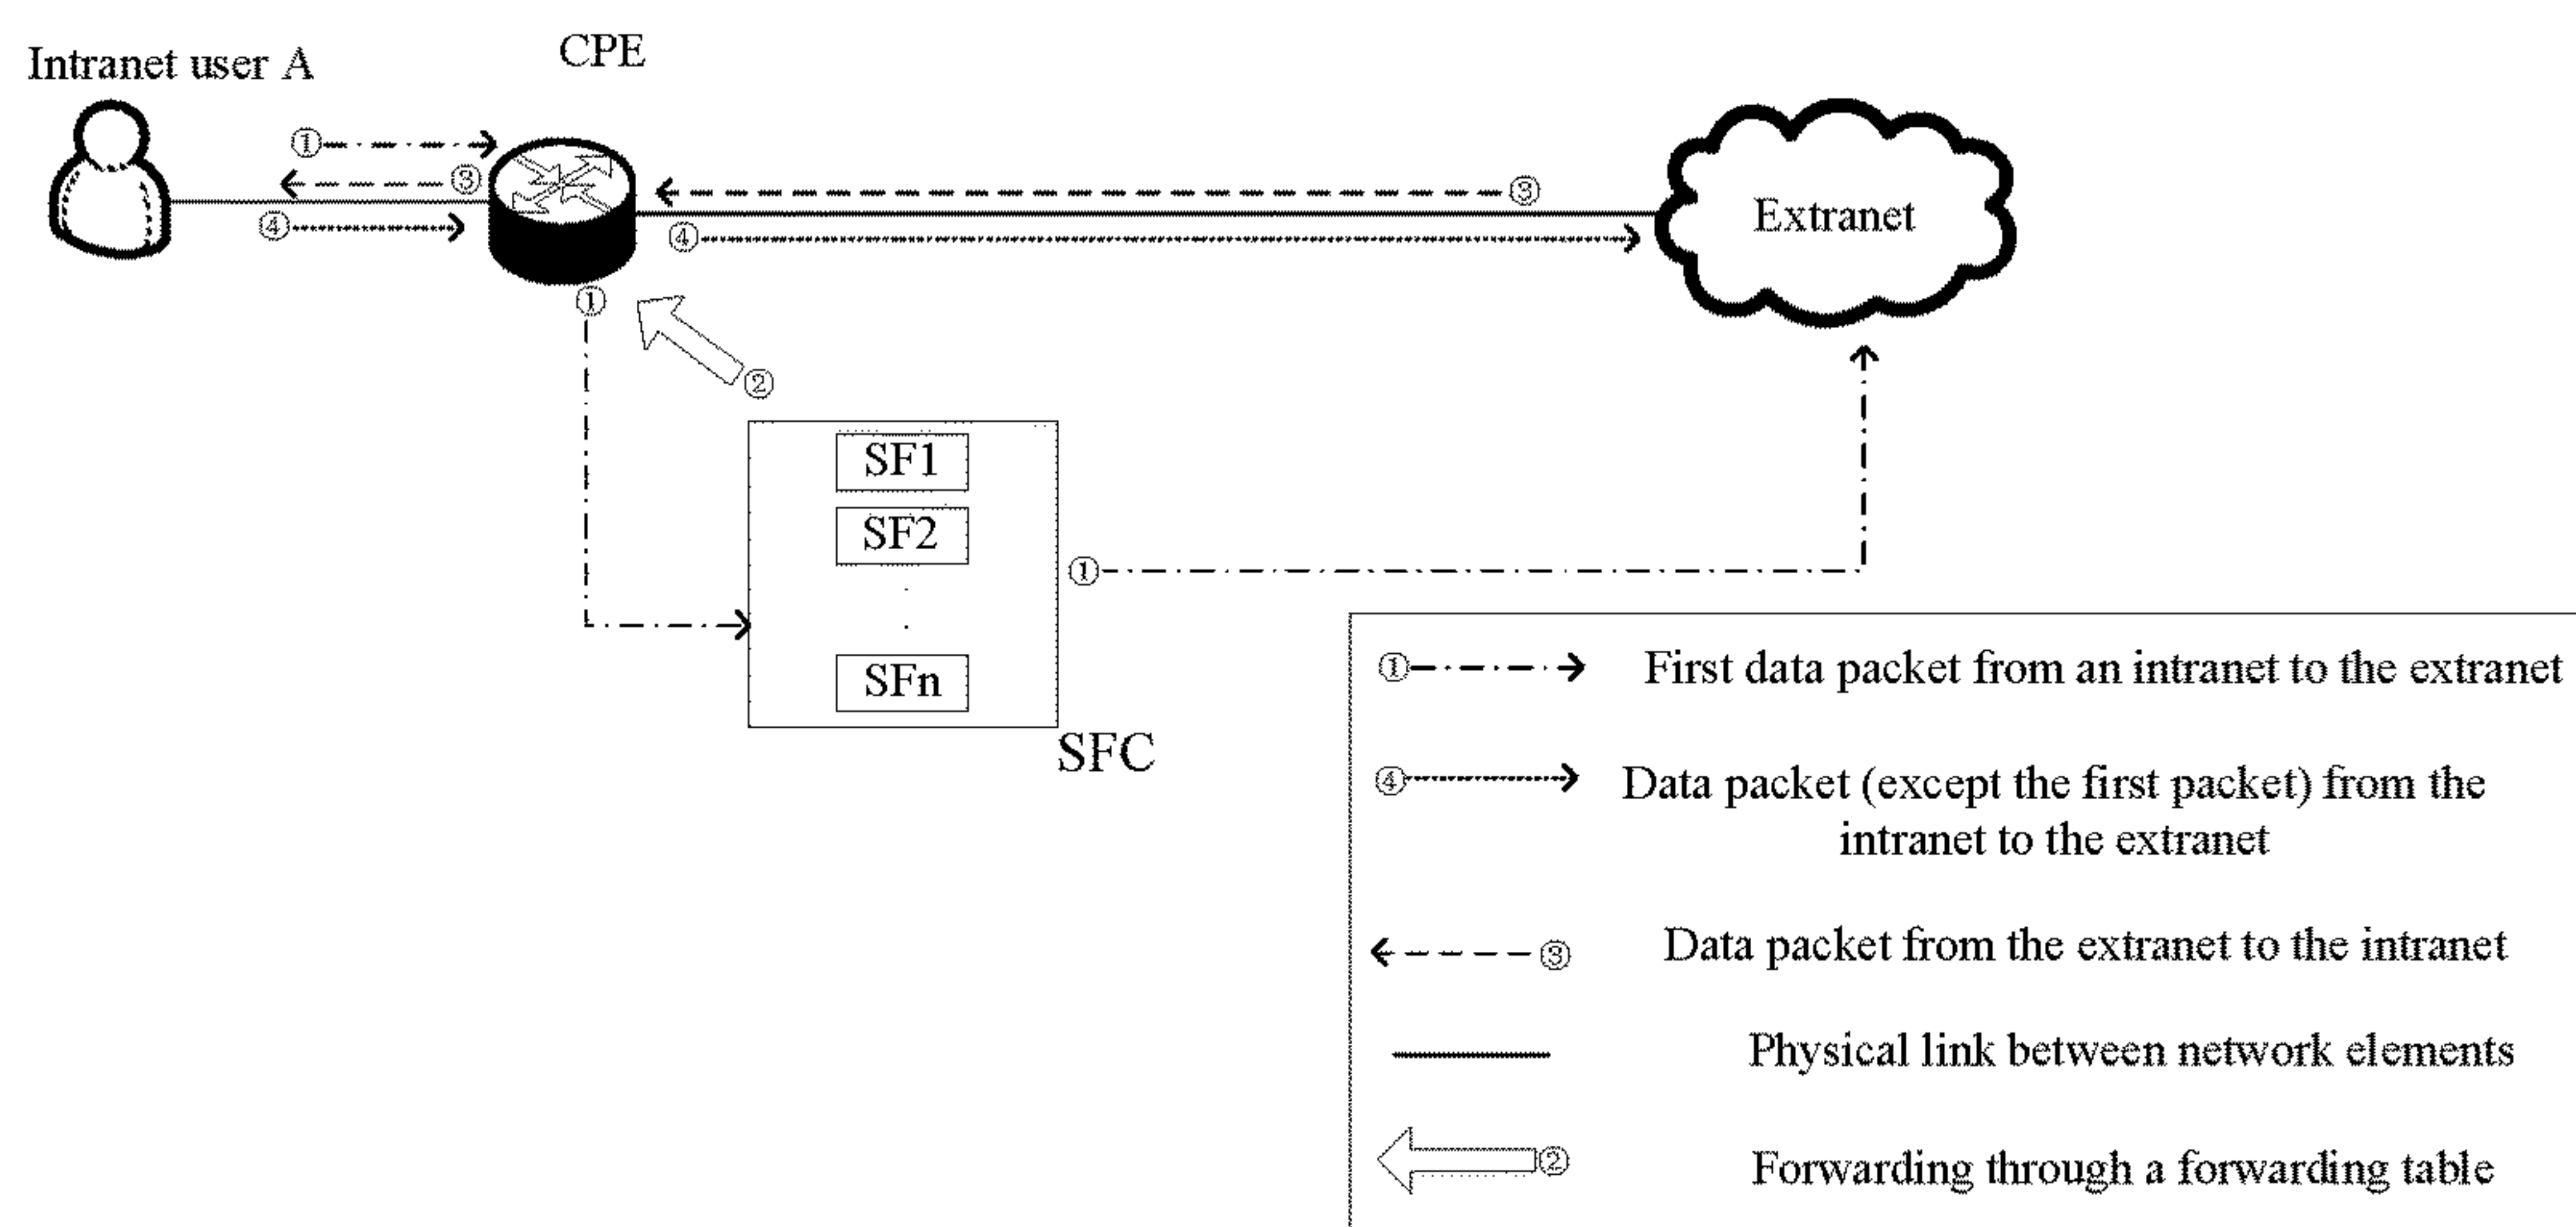 Intranet user A
CPE
①
③
③
④
④
Extranet
①
②
SF1
SF2
.
.
SFn
①
SFC
① First data packet from an intranet to the extranet
④ Data packet (except the first packet) from the
intranet to the extranet
③ Data packet from the extranet to the intranet
Physical link between network elements
② Forwarding through a forwarding table